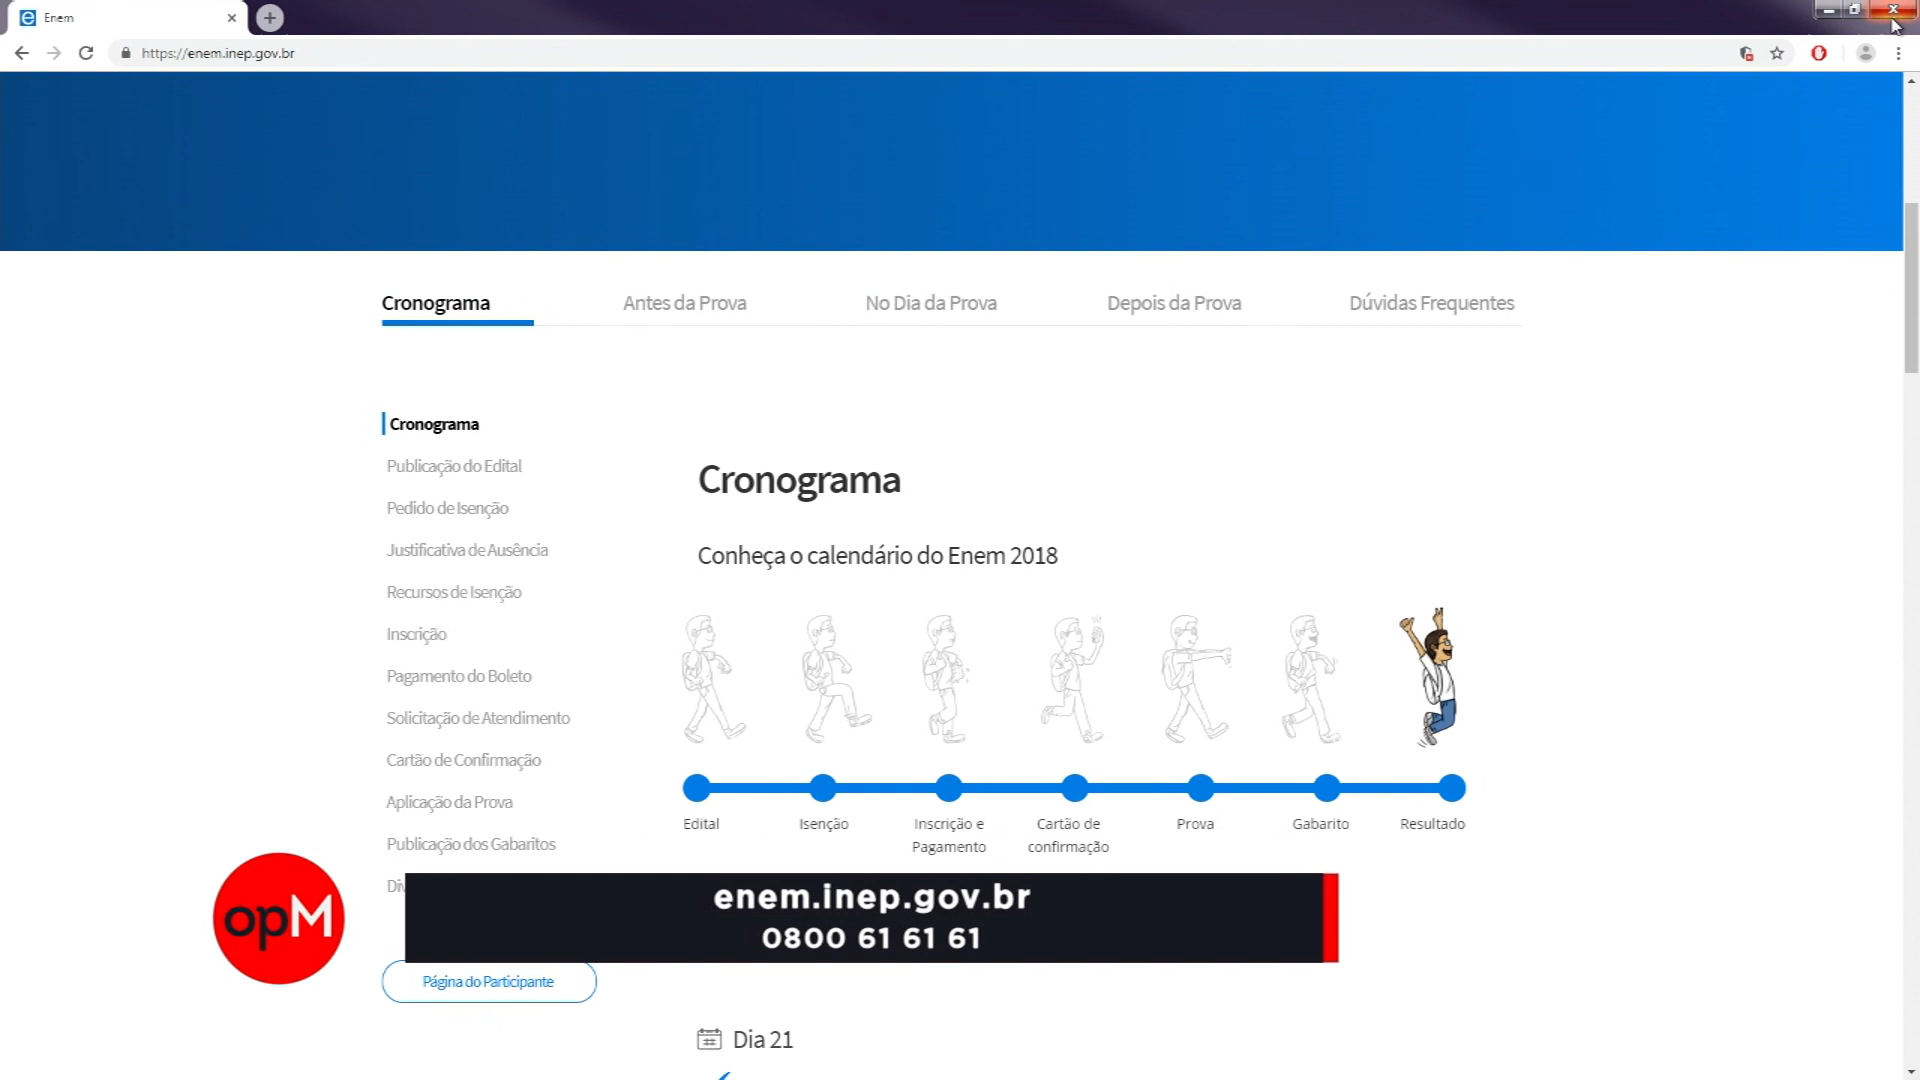 Enem
https://enem.inep.gov.br
Cronograma
Antes da Prova
No Dia da Prova
Depois da Prova
Dúvidas Frequentes
Cronograma
Publicação do Edital
Pedido de Isenção
Justificativa de Ausência
Recursos de Isenção
Inscrição
Pagamento do Boleto
Solicitação de Atendimento
Cartão de Confirmação
Aplicação da Prova
Publicação dos Gabaritos
Cronograma
Conheça o calendário do Enem 2018
Edital
Isenção
Inscrição e
Pagamento
Cartão de
confirmação
Prova
Gabarito
Resultado
opM
enem.inep.gov.br
0800 61 61 61
Página do Participante
Dia 21